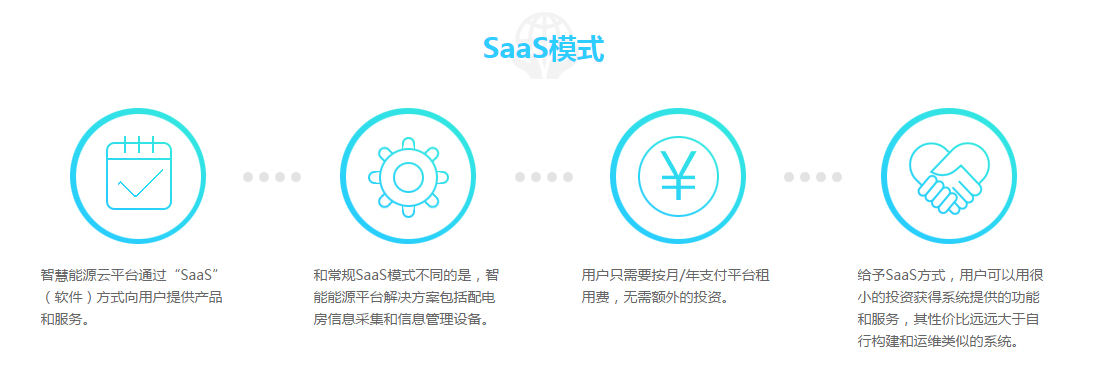 SaaS模式
¥
智慧能源云平台通过“SaaS”
（软件）方式向用户提供产品
和服务。
和常规SaaS模式不同的是，智
能能源平台解决方案包括配电
房信息采集和信息管理设备。
用户只需要按月/年支付平台租
用费，无需额外的投资。
给予SaaS方式，用户可以用很
小的投资获得系统提供的功能
和服务，其性价比远远大于自
行构建和运维类似的系统。